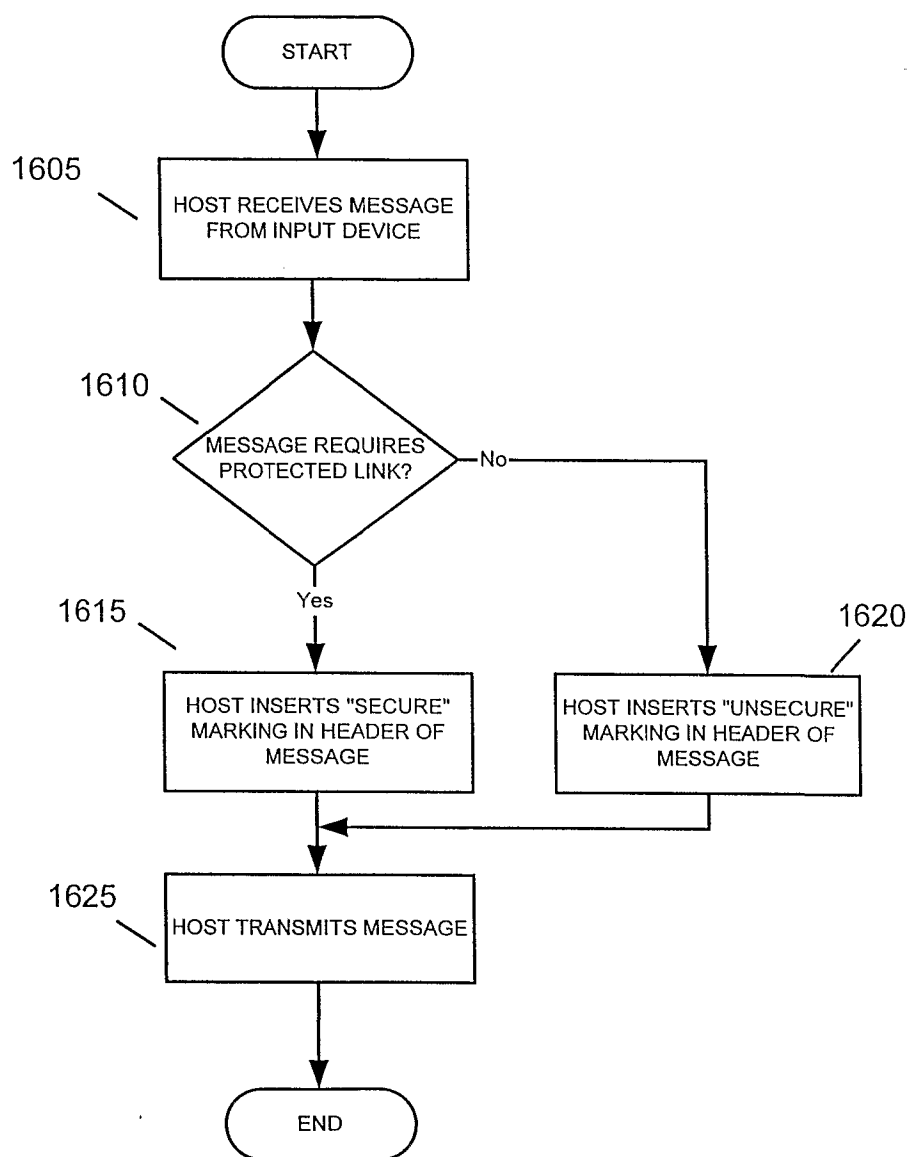 START
1605
HOST RECEIVES MESSAGE
FROM INPUT DEVICE
1610
MESSAGE REQUIRES
PROTECTED LINK?
No
Yes
1615
HOST INSERTS "SECURE"
MARKING IN HEADER OF
MESSAGE
1620
HOST INSERTS "UNSECURE"
MARKING IN HEADER OF
MESSAGE
1625
HOST TRANSMITS MESSAGE
END